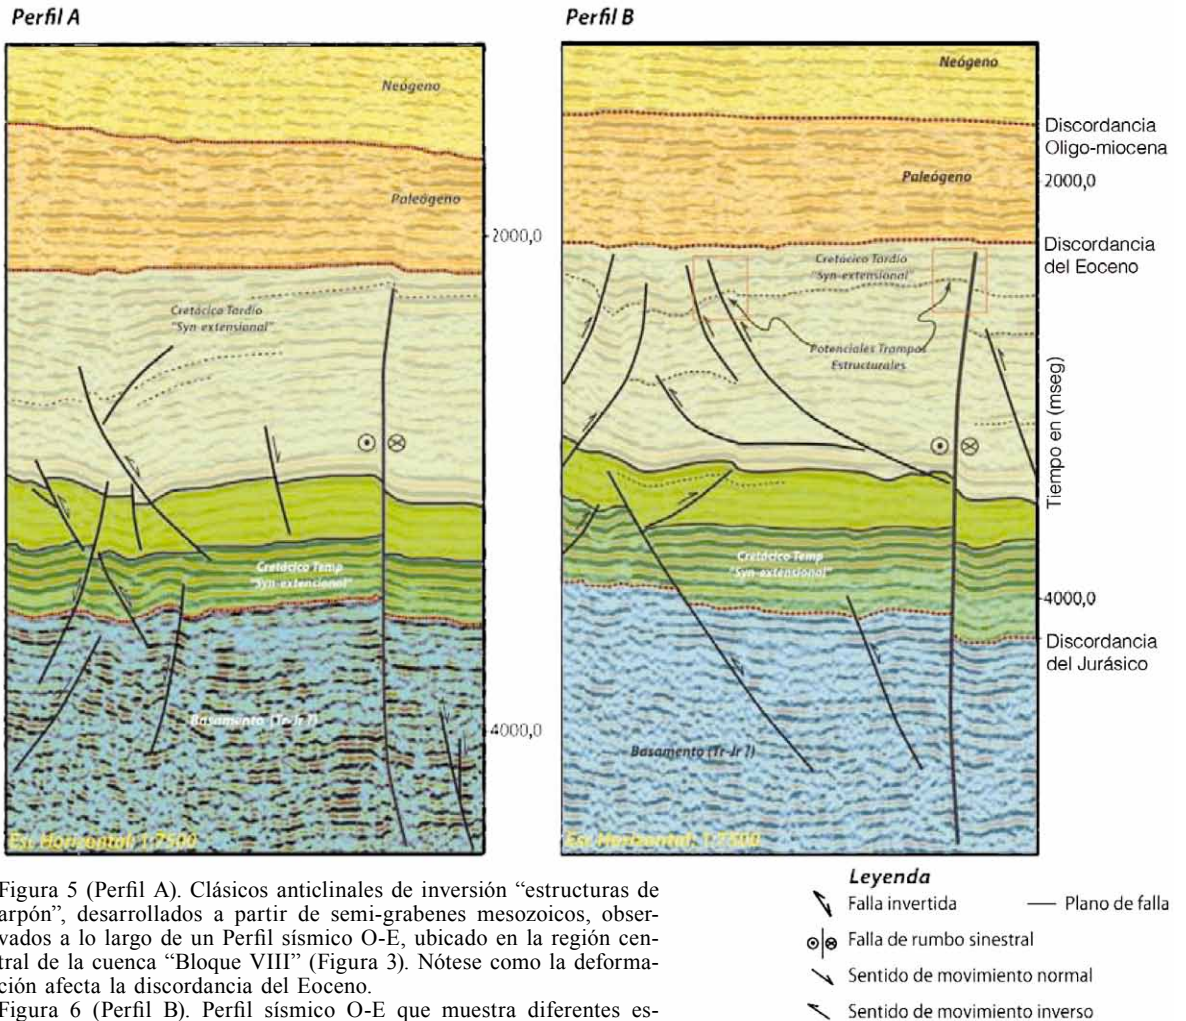 Perfil A
Neógeno
Paleógeno
2000,0
Cretácico Tardío
"Syn-extensional"
Cretácico Temp
"Syn-extensional"
Basamento (Tr-Jr ?)
4000,0
Esc Horizontal: 1:7500
Perfil B
Neógeno
Discordancia
Oligo-miocena
2000,0
Paleógeno
Discordancia
del Eoceno
Cretácico Tardío
"Syn-extensional"
Potenciales Trampas
Estructurales
Tiempo en (mseg)
Cretácico Temp
"Syn-extensional"
4000,0
Discordancia
del Jurásico
Basamento (Tr-Jr ?)
Esc Horizontal: 1:7500
Figura 5 (Perfil A). Clásicos anticlinales de inversión “estructuras de
arpón”, desarrollados a partir de semi-grabenes mesozoicos, obser-
vados a lo largo de un Perfil sísmico O-E, ubicado en la región cen-
tral de la cuenca “Bloque VIII” (Figura 3). Nótese como la deforma-
ción afecta la discordancia del Eoceno.
Figura 6 (Perfil B). Perfil sísmico O-E que muestra diferentes es-
Leyenda
Falla invertida
Plano de falla
Falla de rumbo sinestral
Sentido de movimiento normal
Sentido de movimiento inverso